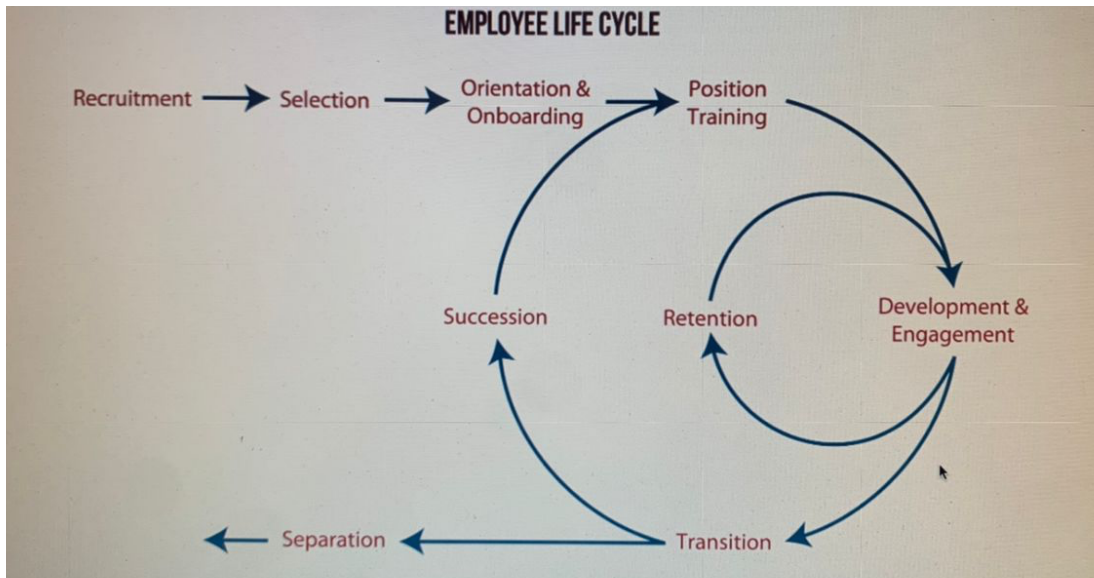 EMPLOYEE LIFE CYCLE
Recruitment
Selection
Orientation &
Onboarding
Position
Training
Succession
Retention
Development &
Engagement
Separation
Transition